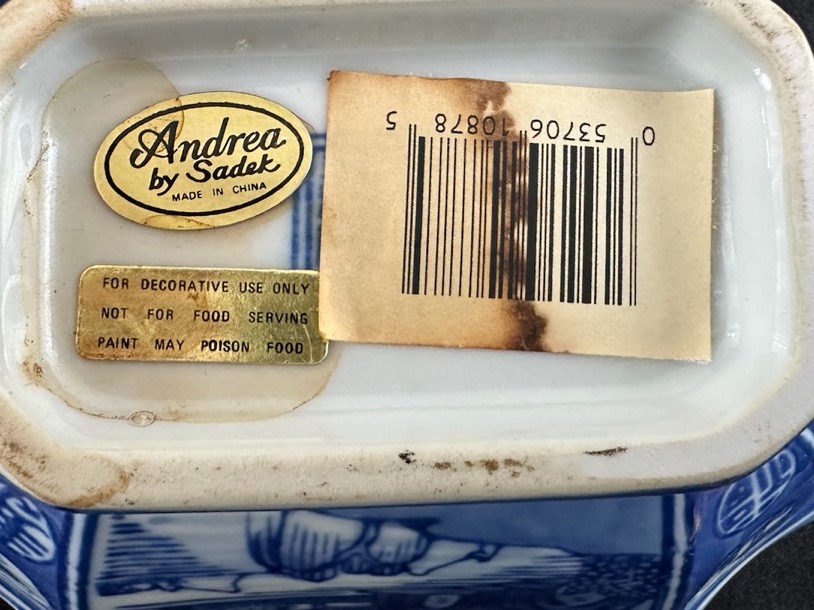 Andrea
by Sadek
MADE IN CHINA
FOR DECORATIVE USE ONLY
NOT FOR FOOD SERVING
PAINT MAY POISON FOOD
0 53706 10878 5